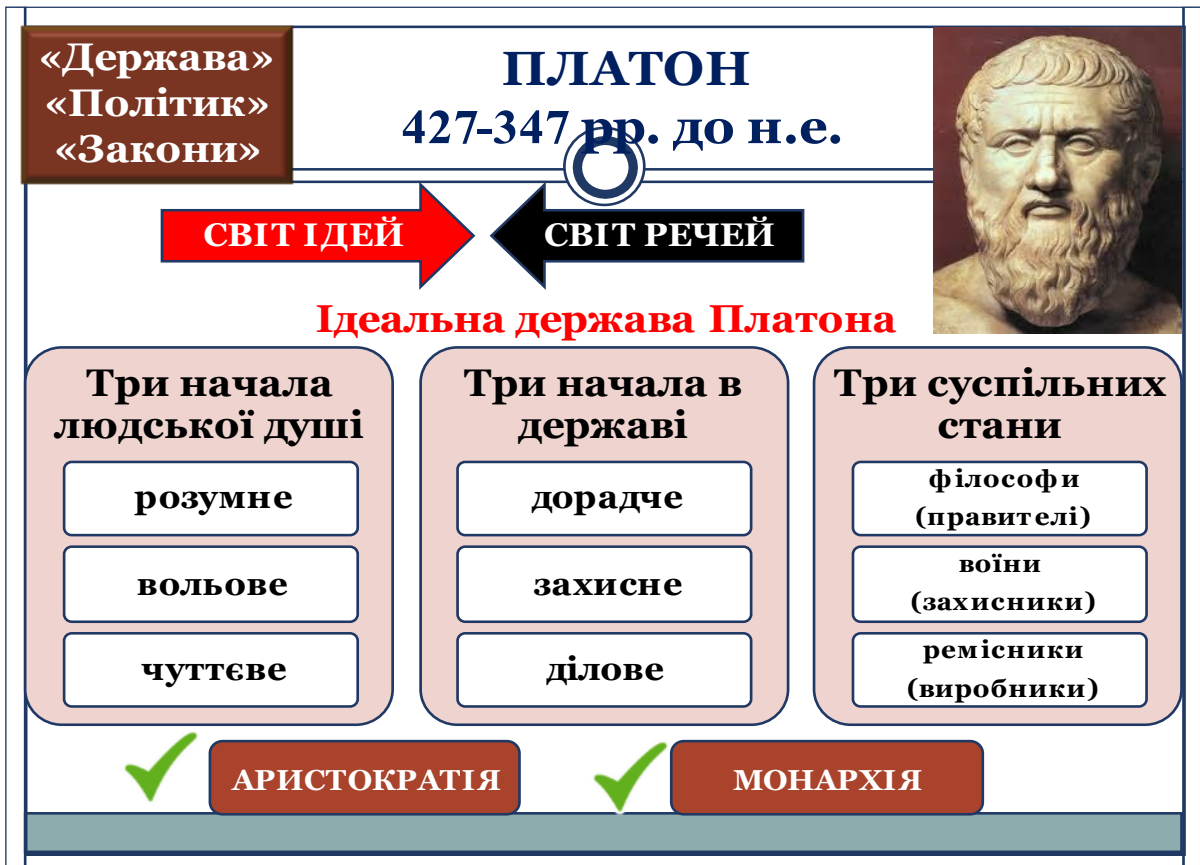 «Держава»
«Політик»
«Закони»
ПЛАТОН
427-347 рр. до н.е.
СВІТ ІДЕЙ
СВІТ РЕЧЕЙ
Ідеальна держава Платона
Три начала
людської душі
розумне
вольове
чуттєве
Три начала в
державі
дорадче
захисне
ділове
Три суспільних
стани
філософи
(правителі)
воїни
(захисники)
ремісники
(виробники)
АРИСТОКРАТІЯ
МОНАРХІЯ